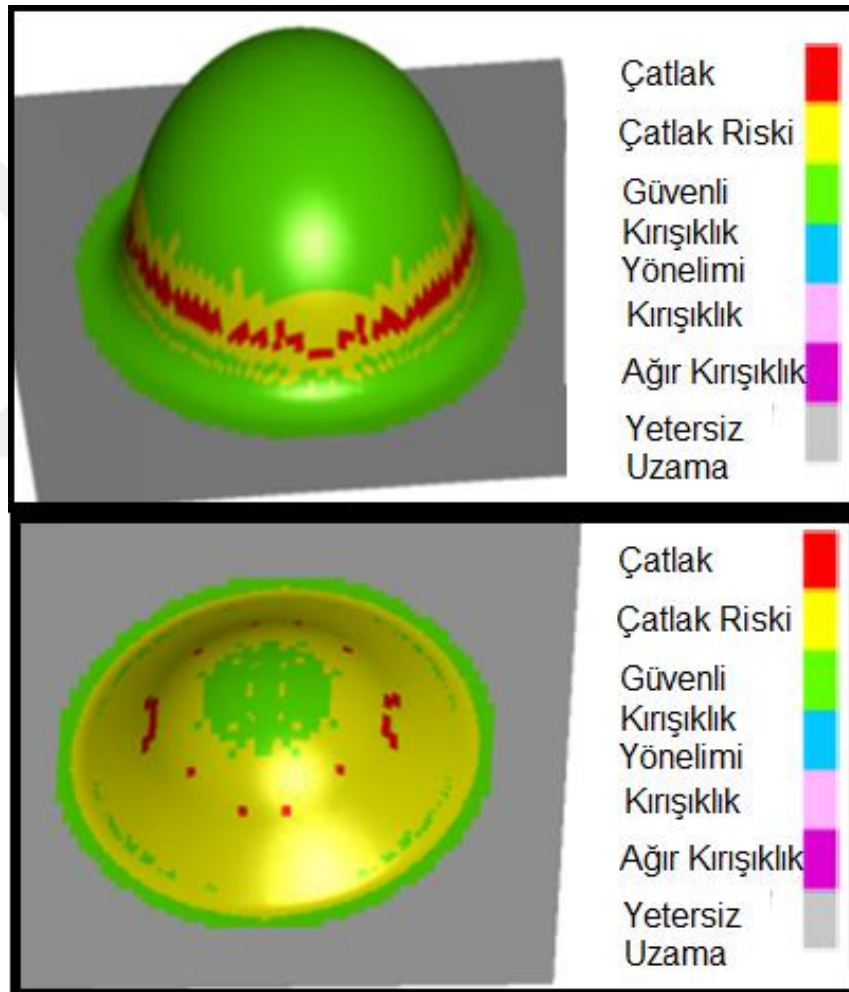 Çatlak
Çatlak Riski
Güvenli
Kırışıklık
Yönelimi
Kırışıklık
Ağır Kırışıklık
Yetersiz
Uzama
Çatlak
Çatlak Riski
Güvenli
Kırışıklık
Yönelimi
Kırışıklık
Ağır Kırışıklık
Yetersiz
Uzama